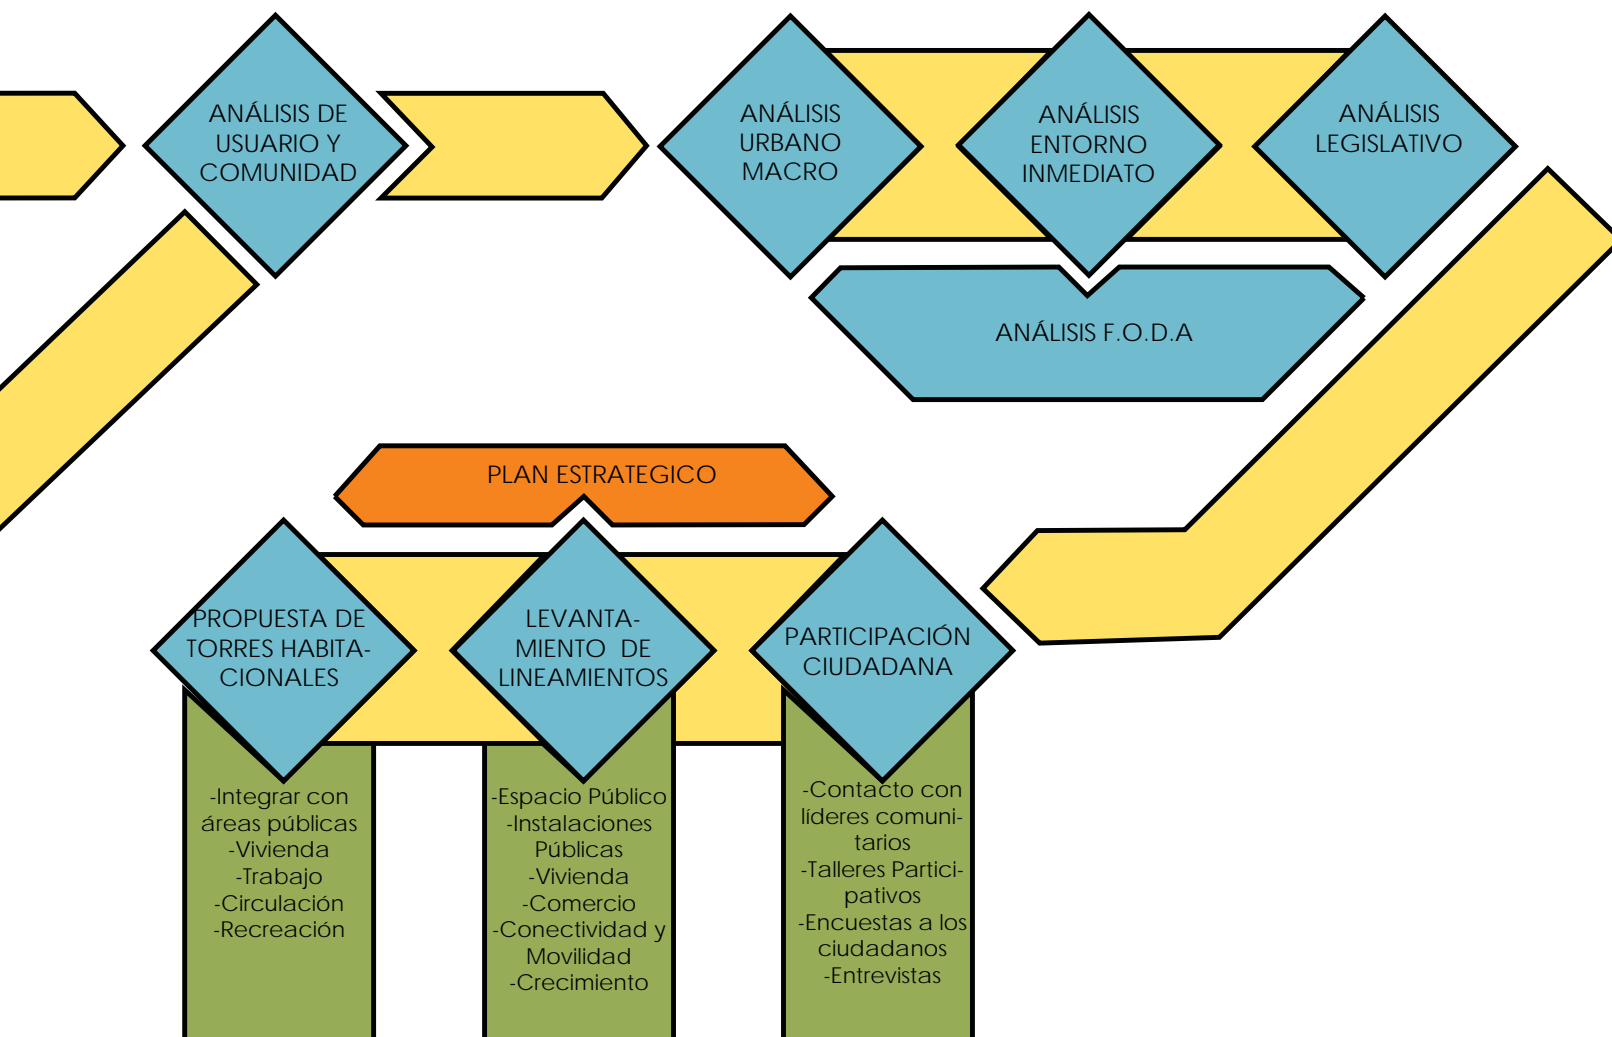 ANÁLISIS DE
USUARIO Y
COMUNIDAD
ANÁLISIS
URBANO
MACRO
ANÁLISIS
ENTORNO
INMEDIATO
ANÁLISIS
LEGISLATIVO
ANÁLISIS F.O.D.A
PLAN ESTRATEGICO
PROPUESTA DE
TORRES HABITA-
CIONALES
LEVANTA-
MIENTO DE
LINEAMIENTOS
PARTICIPACIÓN
CIUDADANA
-Integrar con
áreas públicas
-Vivienda
-Trabajo
-Circulación
-Recreación
-Espacio Público
-Instalaciones
Públicas
-Vivienda
-Comercio
-Conectividad y
Movilidad
-Crecimiento
-Contacto con
líderes comuni-
tarios
-Talleres Partici-
pativos
-Encuestas a los
ciudadanos
-Entrevistas